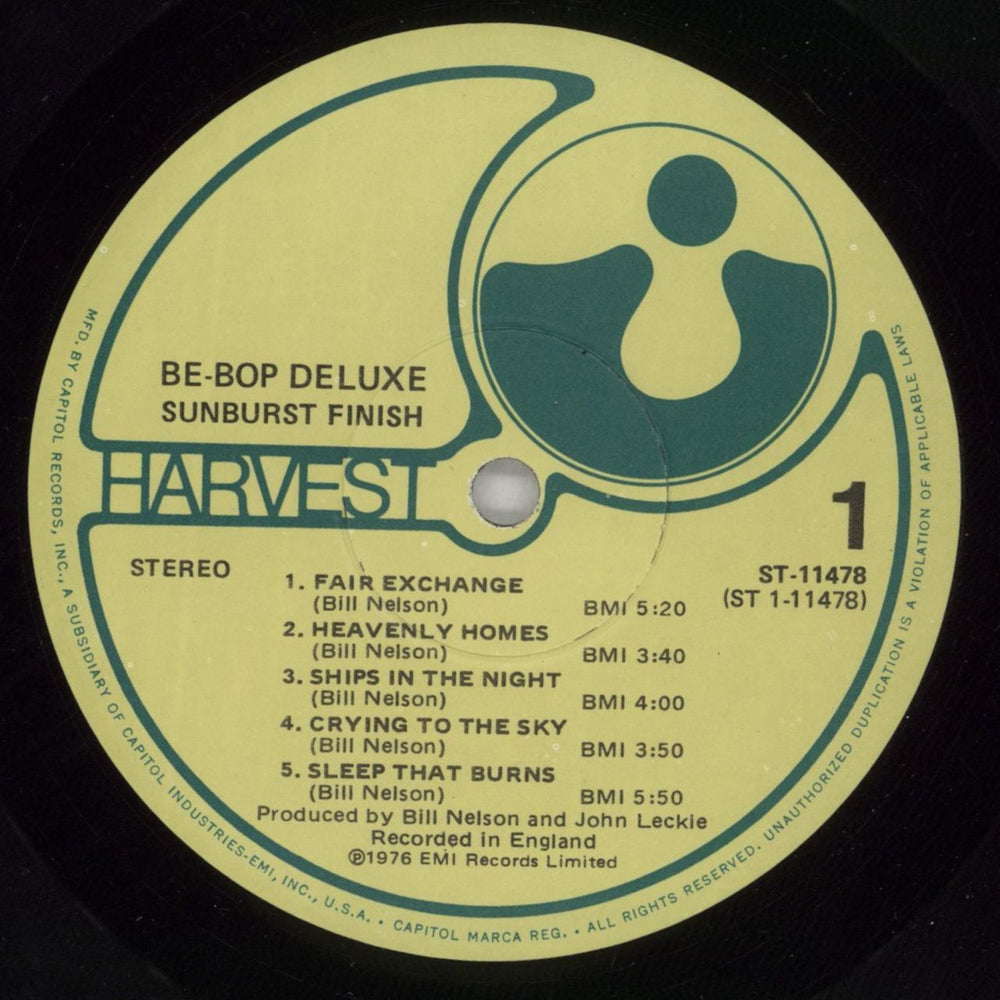 BE-BOP DELUXE
SUNBURST FINISH
HARVEST
STEREO
1
ST-11478
(ST 1-11478)
1. FAIR EXCHANGE
(Bill Nelson) BMI 5:20
2. HEAVENLY HOMES
(Bill Nelson) BMI 3:40
3. SHIPS IN THE NIGHT
(Bill Nelson) BMI 4:00
4. CRYING TO THE SKY
(Bill Nelson) BMI 3:50
5. SLEEP THAT BURNS
(Bill Nelson) BMI 5:50
Produced by Bill Nelson and John Leckie
Recorded in England
℗1976 EMI Records Limited
MFD. BY CAPITOL RECORDS, INC., A SUBSIDIARY OF CAPITOL INDUSTRIES-EMI, INC., U.S.A. • CAPITOL MARCA REG. • ALL RIGHTS RESERVED. UNAUTHORIZED DUPLICATION IS A VIOLATION OF APPLICABLE LAWS